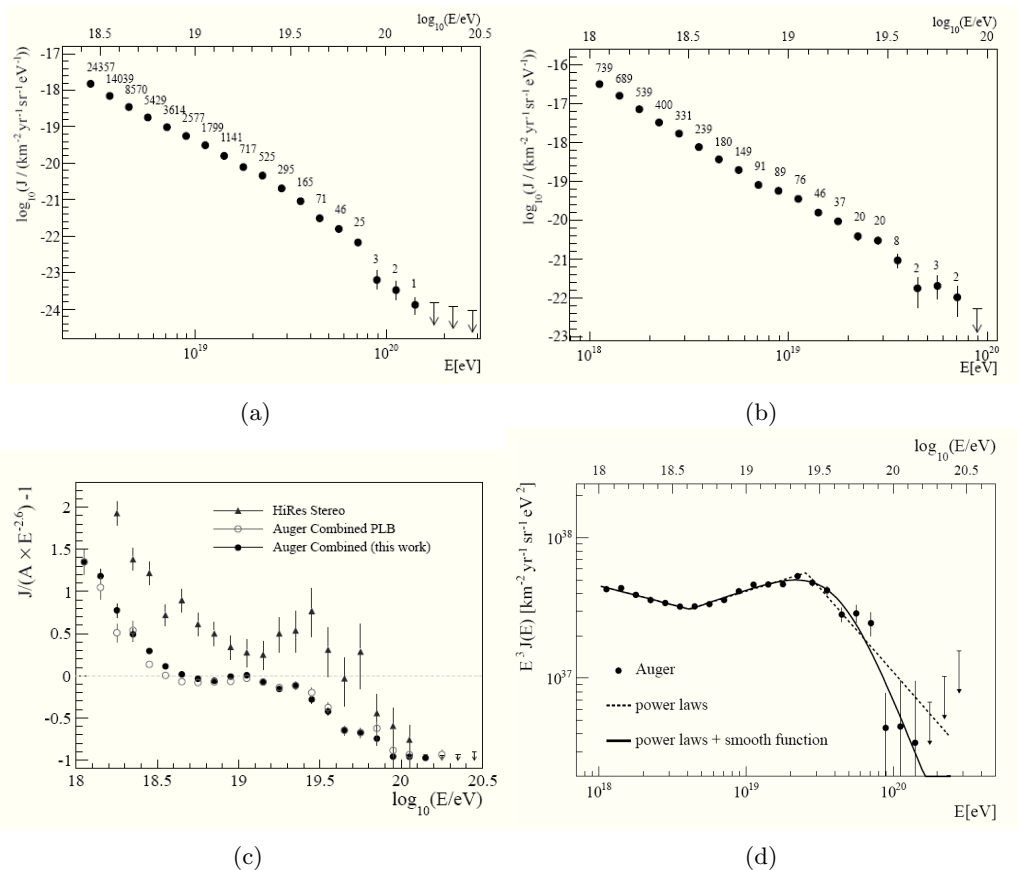 log10(E/eV)
18.5 19 19.5 20 20.5
log10(J / (km-2 yr-1 sr-1 eV-1))
-17
-18
-19
-20
-21
-22
-23
-24
24357
14039
8570
5429
3614
2577
1799
1141
717
525
295
165
71
46
25
3
2
1
10^19 10^20
E[eV]
(a)
log10(E/eV)
18 18.5 19 19.5 20
log10(J / (km-2 yr-1 sr-1 eV-1))
-16
-17
-18
-19
-20
-21
-22
-23
739
689
539
400
331
239
180
149
91
89
76
46
37
20
20
8
2
3
2
10^18 10^19 10^20
E[eV]
(b)
J/(A × E-2.6) -1
2
1.5
1
0.5
0
-0.5
-1
HiRes Stereo
Auger Combined PLB
Auger Combined (this work)
18 18.5 19 19.5 20 20.5
log10(E/eV)
(c)
log10(E/eV)
18 18.5 19 19.5 20 20.5
E3 J(E) [km-2 yr-1 sr-1 eV2]
10^38
10^37
Auger
power laws
power laws + smooth function
10^18 10^19 10^20
E[eV]
(d)